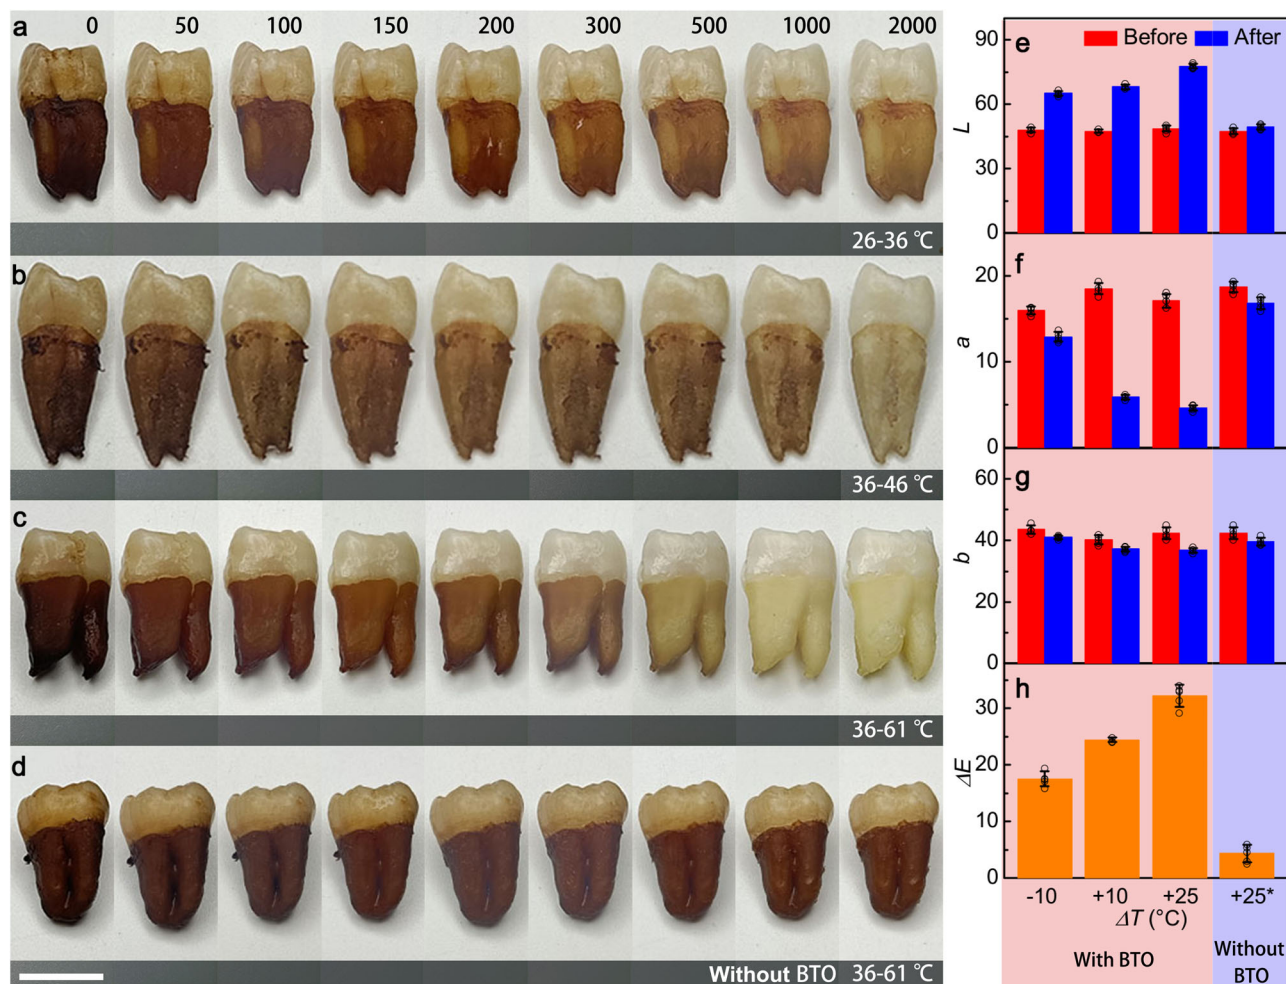 a 0 50 100 150 200 300 500 1000 2000
26-36 ℃
b
36-46 ℃
c
36-61 ℃
d
Without BTO 36-61 ℃
e Before After
90
60
30
0
L
f
20
10
0
a
g
60
40
20
0
b
h
30
20
10
0
ΔE
-10 +10 +25 +25*
ΔT (°C)
With BTO
Without
BTO